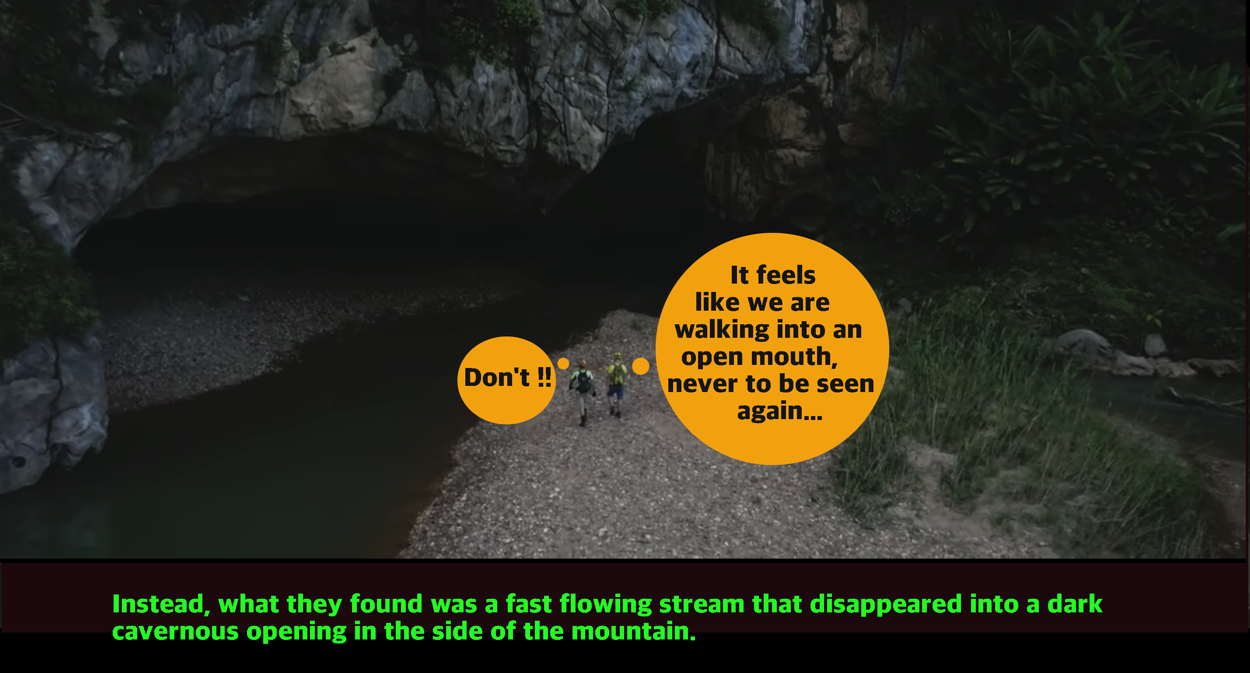 It feels
like we are
walking into an
open mouth,
never to be seen
again...
Don't !!
Instead, what they found was a fast flowing stream that disappeared into a dark
cavernous opening in the side of the mountain.